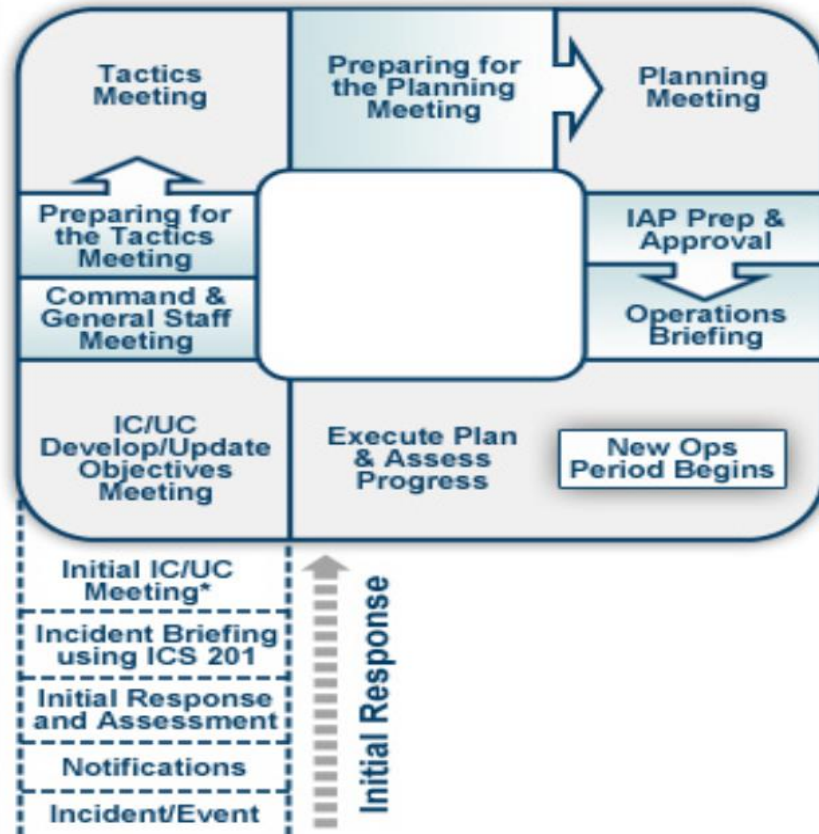 Tactics
Meeting
Preparing for
the Planning
Meeting
Planning
Meeting
Preparing for
the Tactics
Meeting
IAP Prep &
Approval
Command &
General Staff
Meeting
Operations
Briefing
IC/UC
Develop/Update
Objectives
Meeting
Execute Plan
& Assess
Progress
New Ops
Period Begins
Initial IC/UC
Meeting*
Incident Briefing
using ICS 201
Initial Response
and Assessment
Notifications
Incident/Event
Initial Response